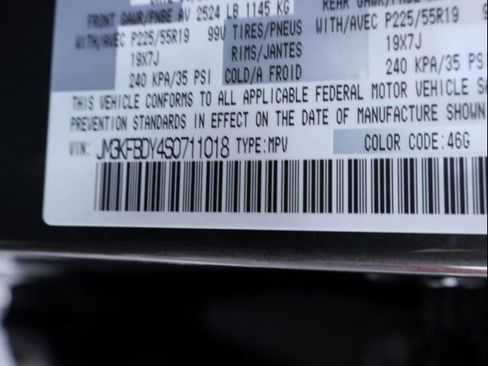 FRONT GAWR/PNBE AV 2524 LB 1145 KG REAR GAWR/PNBE
WITH/AVEC P225/55R19 99V TIRES/PNEUS WITH/AVEC P225/55R19
19X7J RIMS/JANTES 19X7J
240 KPA/35 PSI COLD/A FROID 240 KPA/35
THIS VEHICLE CONFORMS TO ALL APPLICABLE FEDERAL MOTOR VEHICLE SA
PREVENTION STANDARDS IN EFFECT ON THE DATE OF MANUFACTURE SHOWN
VIN: JM3KFBDY4S0711018 TYPE: MPV COLOR CODE: 46G